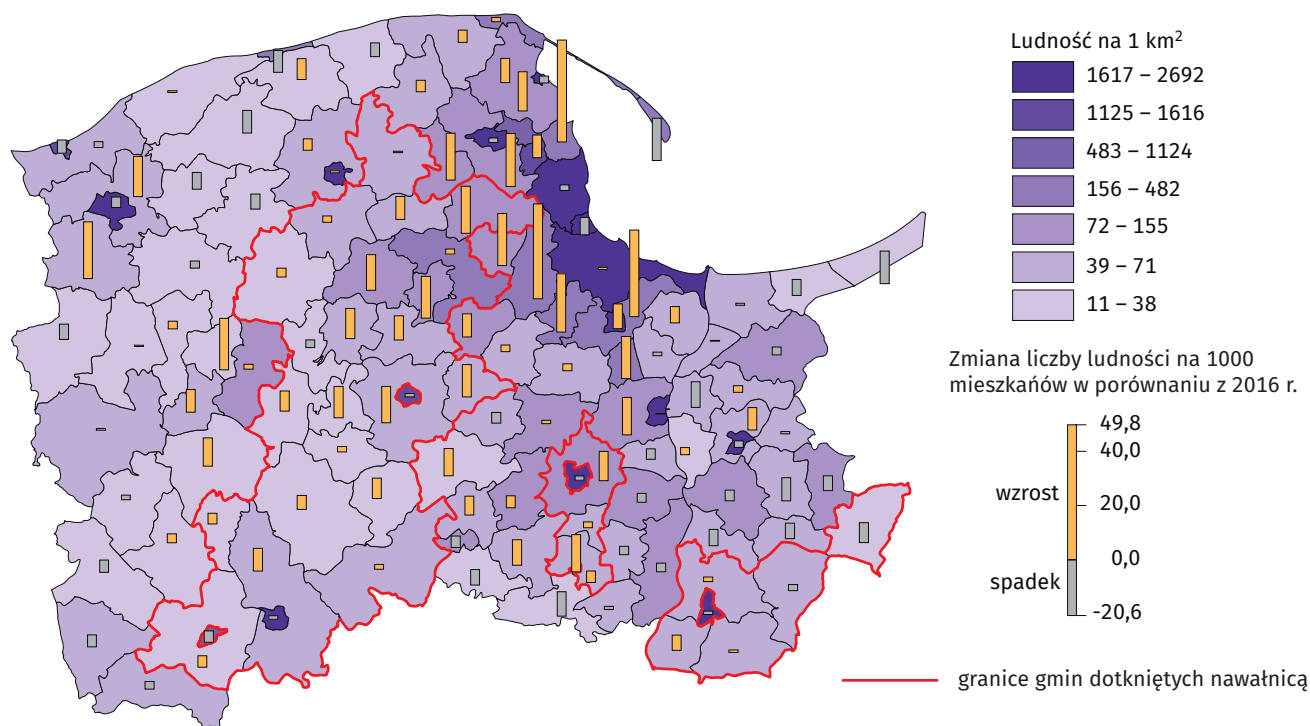 Ludność na 1 km²
1617 – 2692
1125 – 1616
483 – 1124
156 – 482
72 – 155
39 – 71
11 – 38
Zmiana liczby ludności na 1000
mieszkańów w porównaniu z 2016 r.
49,8
40,0
wzrost
20,0
0,0
spadek
-20,6
granice gmin dotkniętych nawałnicą